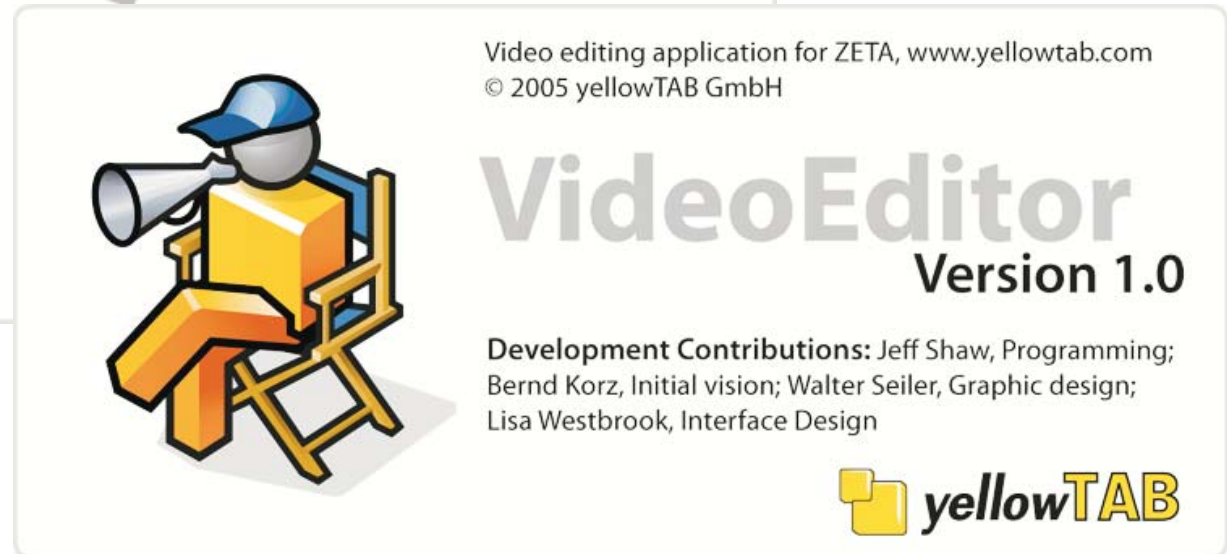 Video editing application for ZETA, www.yellowtab.com
© 2005 yellowTAB GmbH
VideoEditor
Version 1.0
Development Contributions: Jeff Shaw, Programming;
Bernd Korz, Initial vision; Walter Seiler, Graphic design;
Lisa Westbrook, Interface Design
yellowTAB